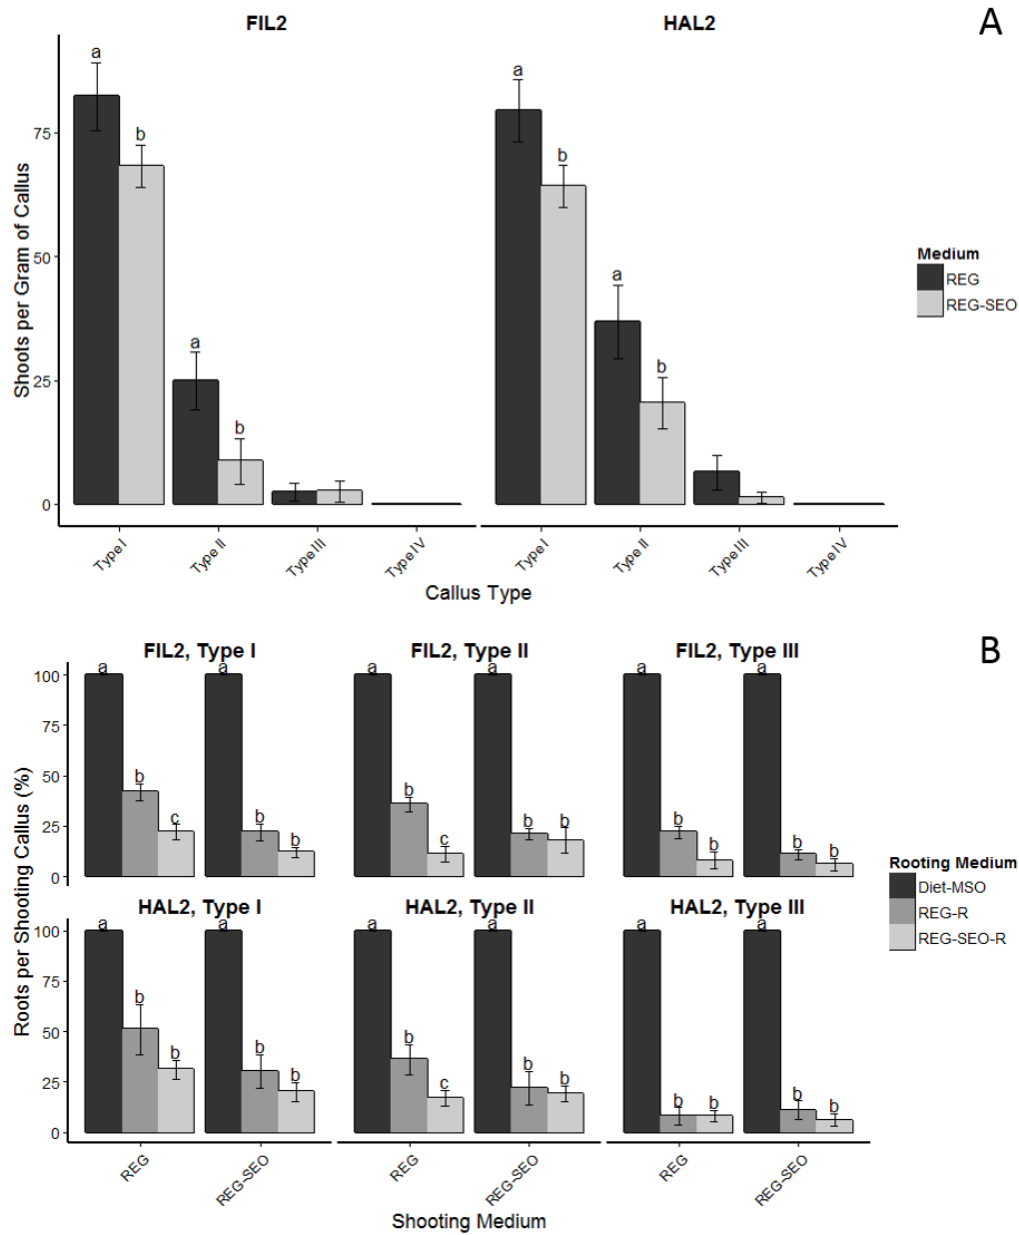 FIL2 HAL2 A
Shoots per Gram of Callus
75
50
25
0
a b a b
a b a b
Type I Type II Type III Type IV Type I Type II Type III Type IV
Callus Type
Medium
REG
REG-SEO
B
FIL2, Type I FIL2, Type II FIL2, Type III
Roots per Shooting Callus (%)
100
75
50
25
0
a b c a b b a b c a b b a b b a b b
HAL2, Type I HAL2, Type II HAL2, Type III
100
75
50
25
0
a b b a b b a b c a b b a b b a b b
REG REG-SEO REG REG-SEO REG REG-SEO
Shooting Medium
Rooting Medium
Diet-MSO
REG-R
REG-SEO-R